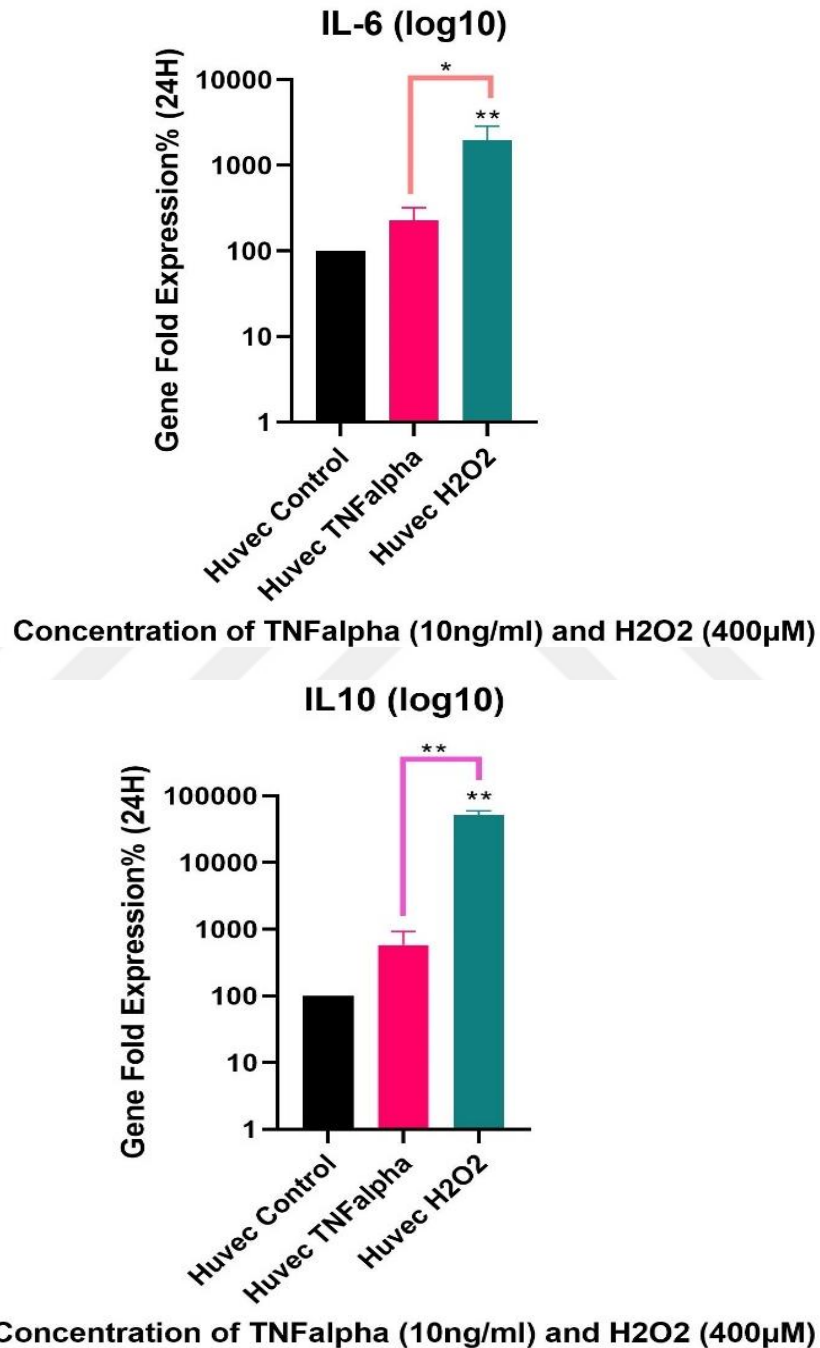 IL-6 (log10)
Gene Fold Expression% (24H)
10000
1000
100
10
1
*
**
Huvec Control
Huvec TNFalpha
Huvec H2O2
Concentration of TNFalpha (10ng/ml) and H2O2 (400µM)
IL10 (log10)
Gene Fold Expression% (24H)
100000
10000
1000
100
10
1
**
**
Huvec Control
Huvec TNFalpha
Huvec H2O2
Concentration of TNFalpha (10ng/ml) and H2O2 (400µM)